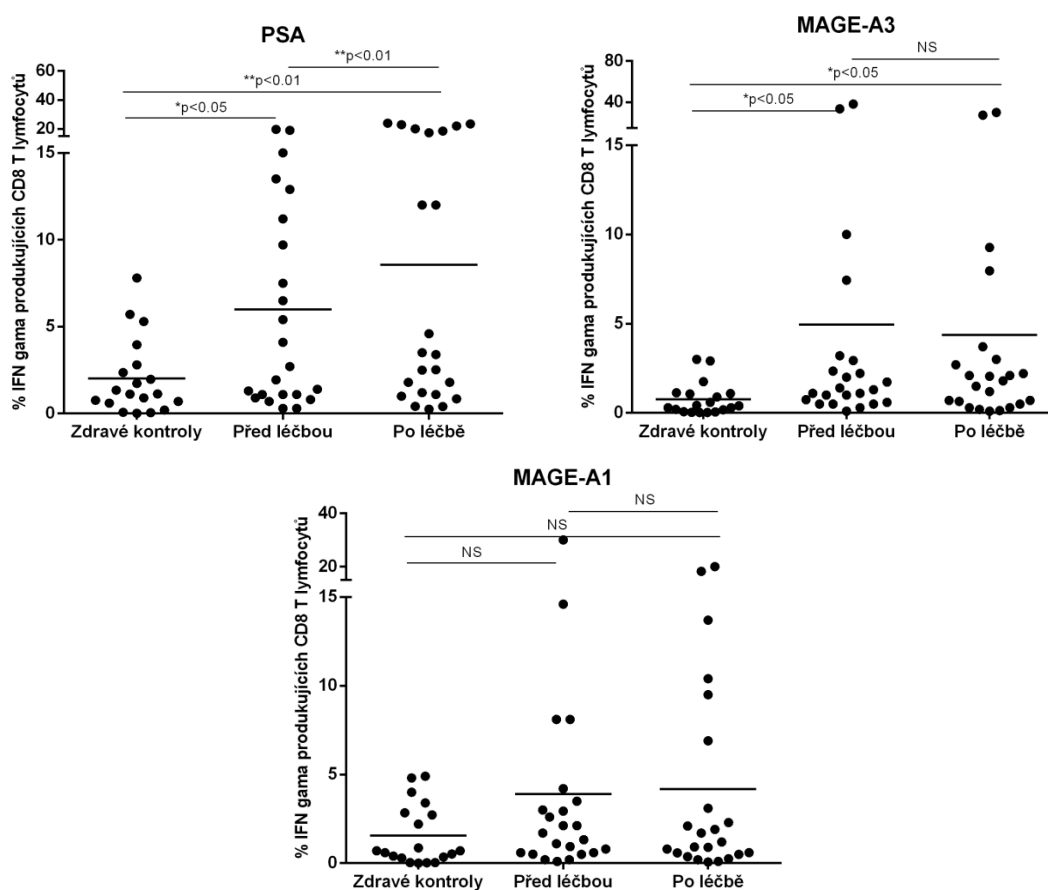 PSA
NS
**p<0.01
**p<0.01
*p<0.05
% IFN gama produkujících CD8 T lymfocytů
60
40
20
15
10
5
0
Zdravé kontroly
Před léčbou
Po léčbě
MAGE-A3
NS
*p<0.05
*p<0.05
% IFN gama produkujících CD8 T lymfocytů
80
60
40
20
15
10
5
0
Zdravé kontroly
Před léčbou
Po léčbě
MAGE-A1
NS
NS
NS
% IFN gama produkujících CD8 T lymfocytů
40
20
15
10
5
0
Zdravé kontroly
Před léčbou
Po léčbě